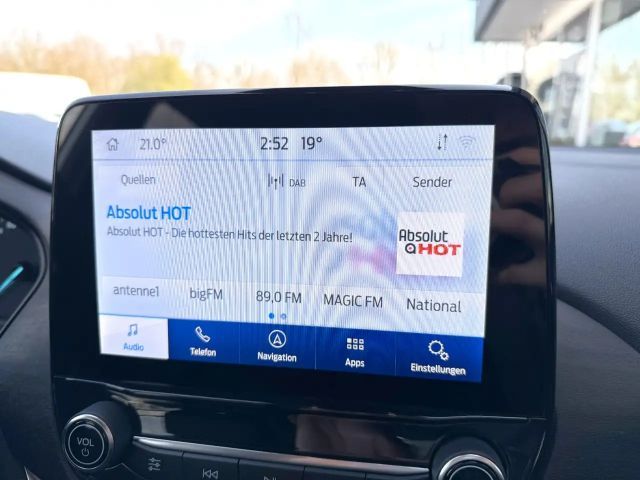 21.0° 2:52 19°
Quellen DAB TA Sender
Absolut HOT
Absolut HOT - Die hottesten Hits der letzten 2 Jahre!
Absolut
HOT
antenne1 bigFM 89,0 FM MAGIC FM National
Audio Telefon Navigation Apps Einstellungen
VOL